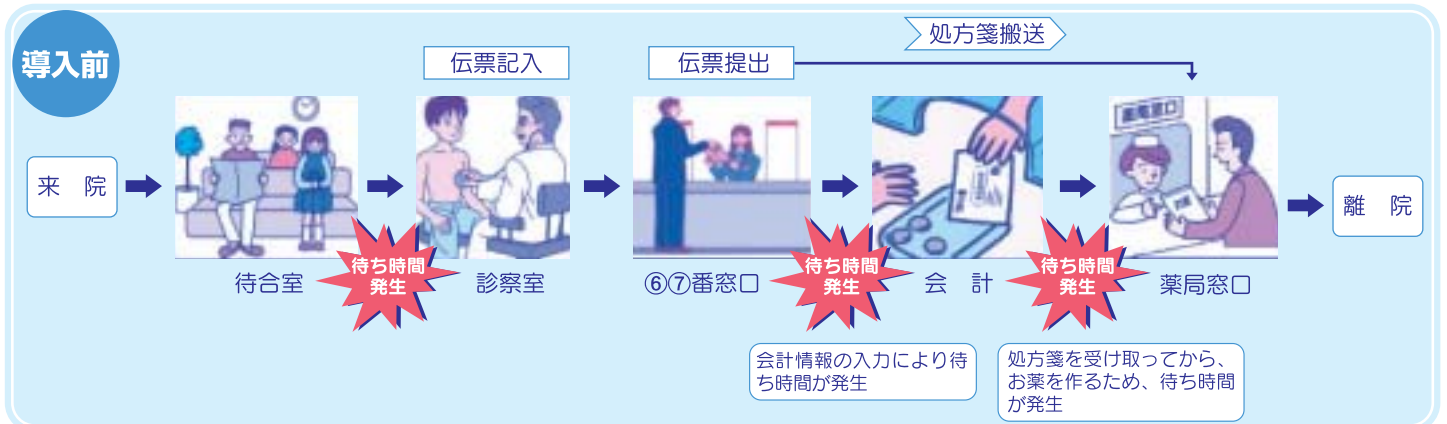 導入前
処方箋搬送
伝票記入
伝票提出
薬局窓口
来　院
離　院
待ち時間
発生
待ち時間
発生
待ち時間
発生
待合室
診察室
⑥⑦番窓口
会　計
薬局窓口
会計情報の入力により待
ち時間が発生
処方箋を受け取ってから、
お薬を作るため、待ち時間
が発生